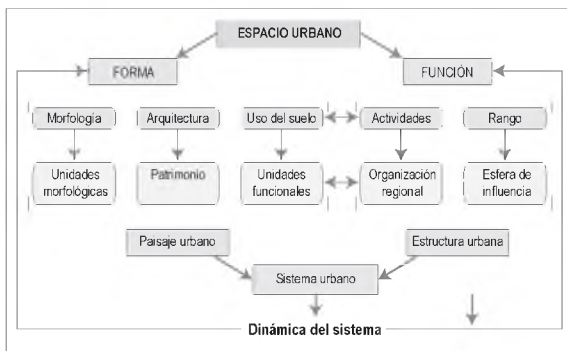 ESPACIO URBANO
FORMA
FUNCIÓN
Morfología
Arquitectura
Uso del suelo
Actividades
Rango
Unidades
morfológicas
Patrimonio
Unidades
funcionales
Organización
regional
Esfera de
influencia
Paisaje urbano
Estructura urbana
Sistema urbano
Dinámica del sistema